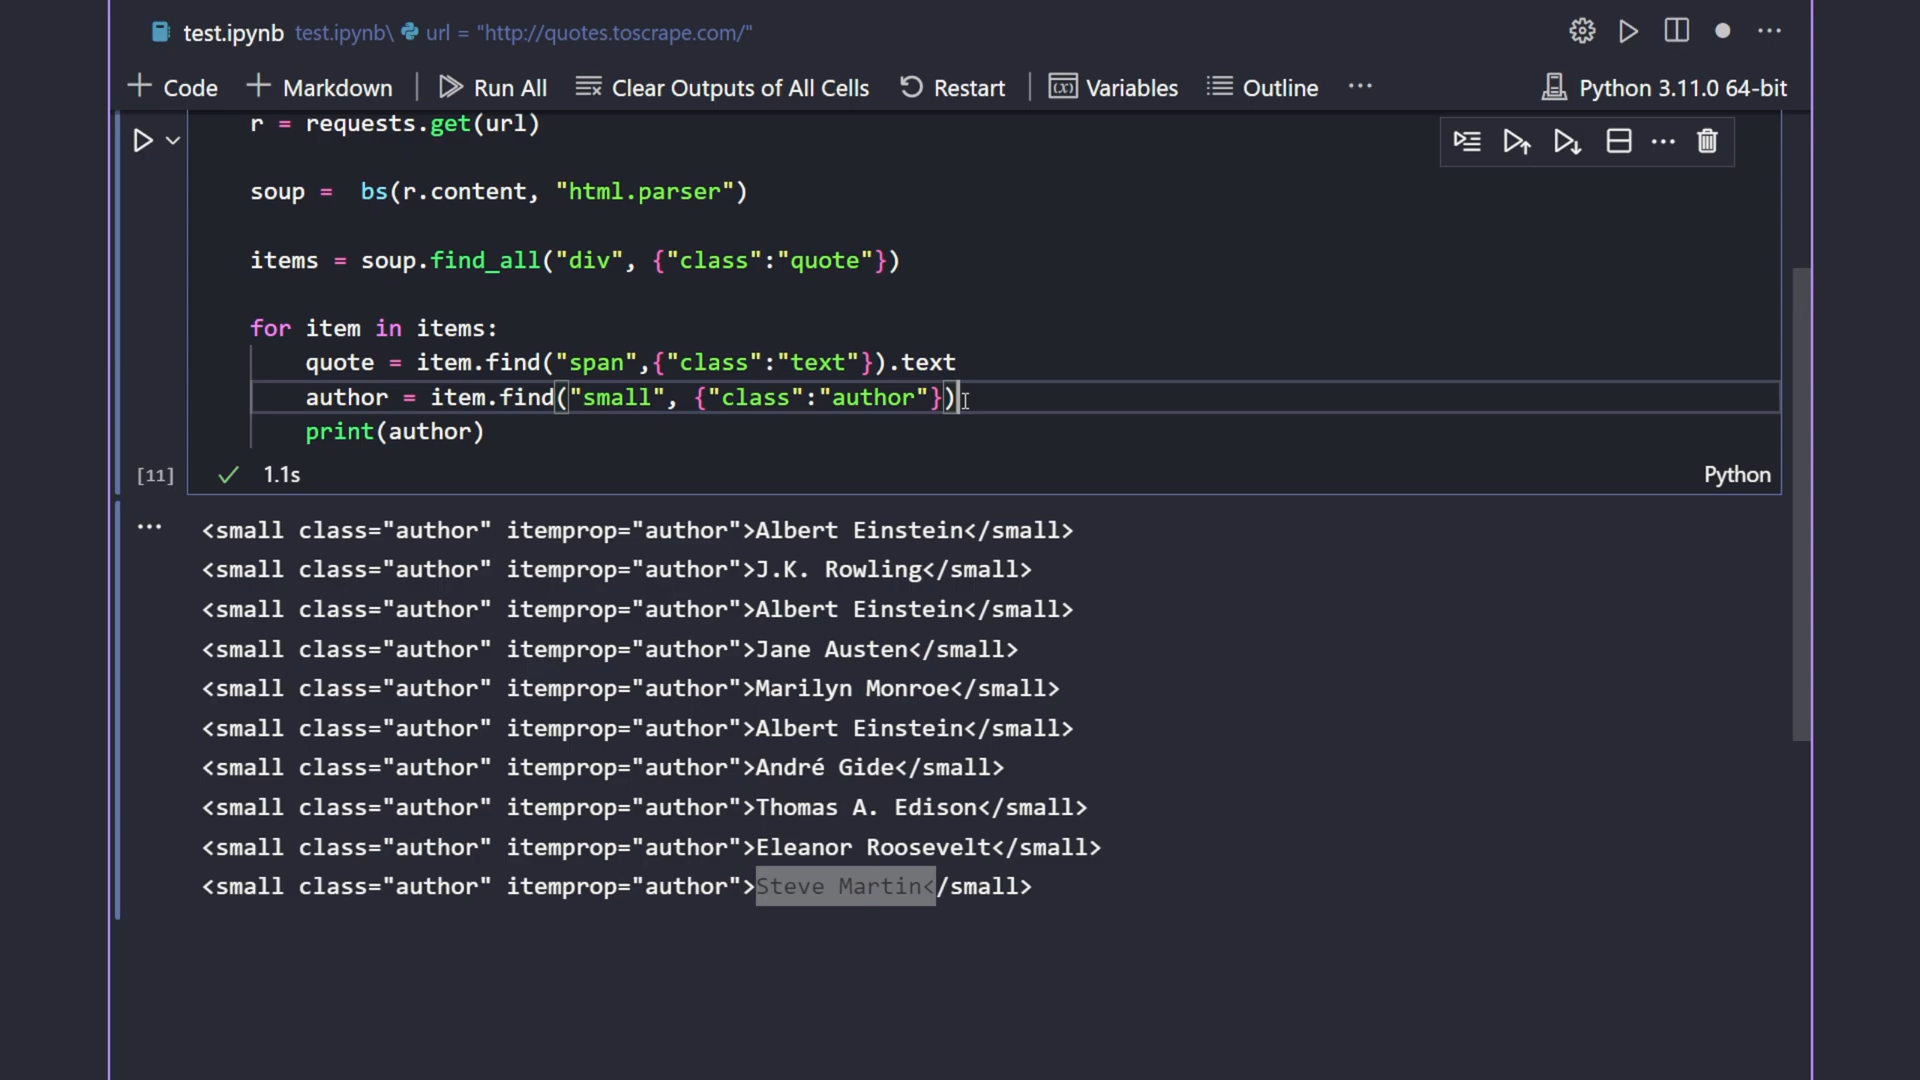 test.ipynb test.ipynb\ url = "http://quotes.toscrape.com/"
Code Markdown Run All Clear Outputs of All Cells Restart Variables Outline ... Python 3.11.0 64-bit
r = requests.get(url)
soup =  bs(r.content, "html.parser")
items = soup.find_all("div", {"class":"quote"})
for item in items:
    quote = item.find("span",{"class":"text"}).text
    author = item.find("small", {"class":"author"})
    print(author)
[11] 1.1s Python
<small class="author" itemprop="author">Albert Einstein</small>
<small class="author" itemprop="author">J.K. Rowling</small>
<small class="author" itemprop="author">Albert Einstein</small>
<small class="author" itemprop="author">Jane Austen</small>
<small class="author" itemprop="author">Marilyn Monroe</small>
<small class="author" itemprop="author">Albert Einstein</small>
<small class="author" itemprop="author">André Gide</small>
<small class="author" itemprop="author">Thomas A. Edison</small>
<small class="author" itemprop="author">Eleanor Roosevelt</small>
<small class="author" itemprop="author">Steve Martin</small>